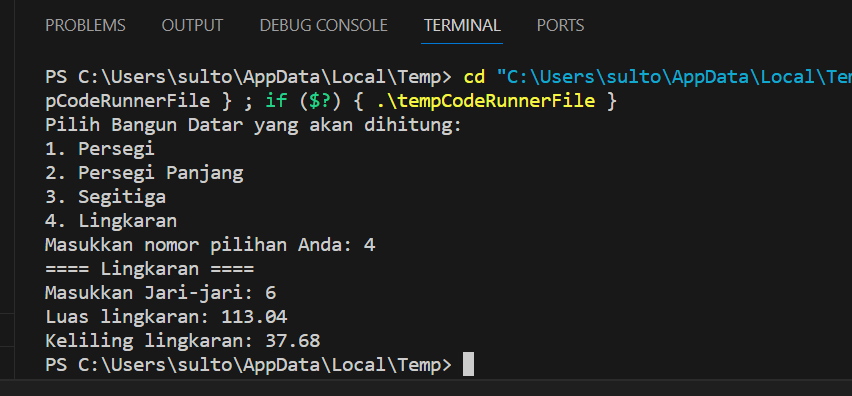 PROBLEMS OUTPUT DEBUG CONSOLE TERMINAL PORTS
PS C:\Users\sulto\AppData\Local\Temp> cd "C:\Users\sulto\AppData\Local\Tem
pCodeRunnerFile } ; if ($?) { .\tempCodeRunnerFile }
Pilih Bangun Datar yang akan dihitung:
1. Persegi
2. Persegi Panjang
3. Segitiga
4. Lingkaran
Masukkan nomor pilihan Anda: 4
==== Lingkaran ====
Masukkan Jari-jari: 6
Luas lingkaran: 113.04
Keliling lingkaran: 37.68
PS C:\Users\sulto\AppData\Local\Temp>